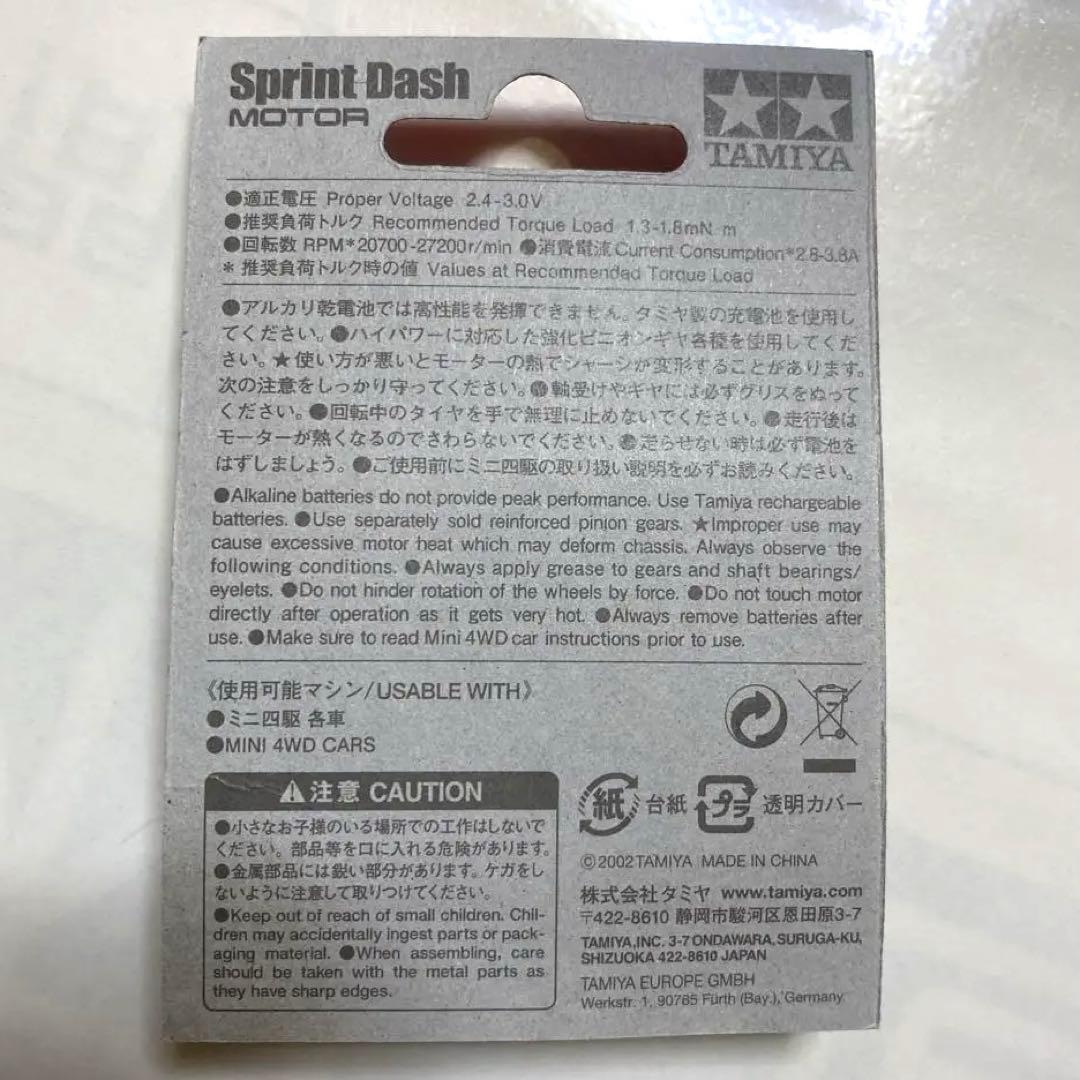 Sprint Dash
MOTOR
TAMIYA
●適正電圧 Proper Voltage 2.4-3.0V
●推奨負荷トルク Recommended Torque Load 1.3-1.8mN m
●回転数 RPM*20700-27200r/min ●消費電流 Current Consumption*2.8-3.8A
* 推奨負荷トルク時の値 Values at Recommended Torque Load
●アルカリ乾電池では高性能を発揮できません。タミヤ製の充電池を使用し
てください。●ハイパワーに対応した強化ピニオンギヤ各種を使用してくだ
さい。★使い方が悪いとモーターの熱でシャーシが変形することがあります。
次の注意をしっかり守ってください。●軸受けやギヤには必ずグリスをぬって
ください。●回転中のタイヤを手で無理に止めないでください。●走行後は
モーターが熱くなるのでさわらないでください。●走らせない時は必ず電池を
はずしましょう。●ご使用前にミニ四駆の取り扱い説明を必ずお読みください。
●Alkaline batteries do not provide peak performance. Use Tamiya rechargeable
batteries. ●Use separately sold reinforced pinion gears. ★Improper use may
cause excessive motor heat which may deform chassis. Always observe the
following conditions. ●Always apply grease to gears and shaft bearings/
eyelets. ●Do not hinder rotation of the wheels by force. ●Do not touch motor
directly after operation as it gets very hot. ●Always remove batteries after
use. ●Make sure to read Mini 4WD car instructions prior to use.
《使用可能マシン/USABLE WITH》
●ミニ四駆 各車
●MINI 4WD CARS
注意 CAUTION
●小さなお子様のいる場所での工作はしないで
ください。部品等を口に入れる危険があります。
●金属部品には鋭い部分があります。ケガをし
ないように注意して取りつけてください。
●Keep out of reach of small children. Chil-
dren may accidentally ingest parts or pack-
aging material. ●When assembling, care
should be taken with the metal parts as
they have sharp edges.
紙 台紙 プラ 透明カバー
©2002 TAMIYA MADE IN CHINA
株式会社タミヤ www.tamiya.com
〒422-8610 静岡市駿河区恩田原3-7
TAMIYA,INC. 3-7 ONDAWARA, SURUGA-KU,
SHIZUOKA 422-8610 JAPAN
TAMIYA EUROPE GMBH
Werkstr. 1, 90765 Fürth (Bay.), Germany